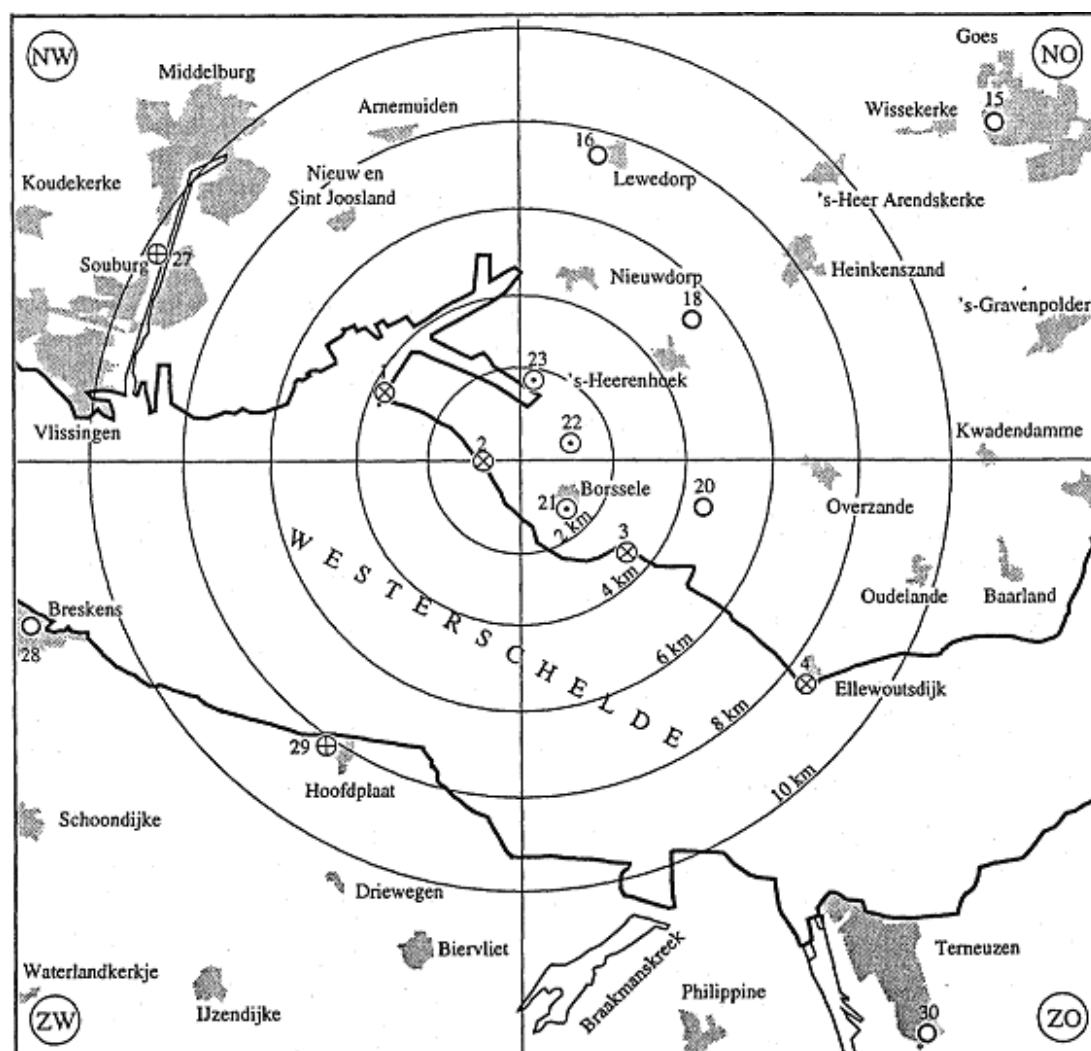 NW
NO
Goes
Middelburg
15
Arnemuiden
Wissekerke
16
Koudekerke
Nieuw en
Sint Joosland
Lewedorp
's-Heer Arendskerke
Souburg
27
Nieuwdorp
Heinkenszand
18
's-Gravenpolder
23
's-Heerenhoek
1
22
Vlissingen
2
Kwadendamme
21
Borssele
20
Overzande
2 km
3
WESTERSCHELDE
4 km
Oudelande
Baarland
Breskens
28
6 km
4
Ellewoutsdijk
8 km
29
Hoofdplaat
10 km
Schoondijke
Driewegen
Biervliet
Terneuzen
Braakmanskreek
Waterlandkerkje
IJzendijke
Philippine
30
ZW
ZO